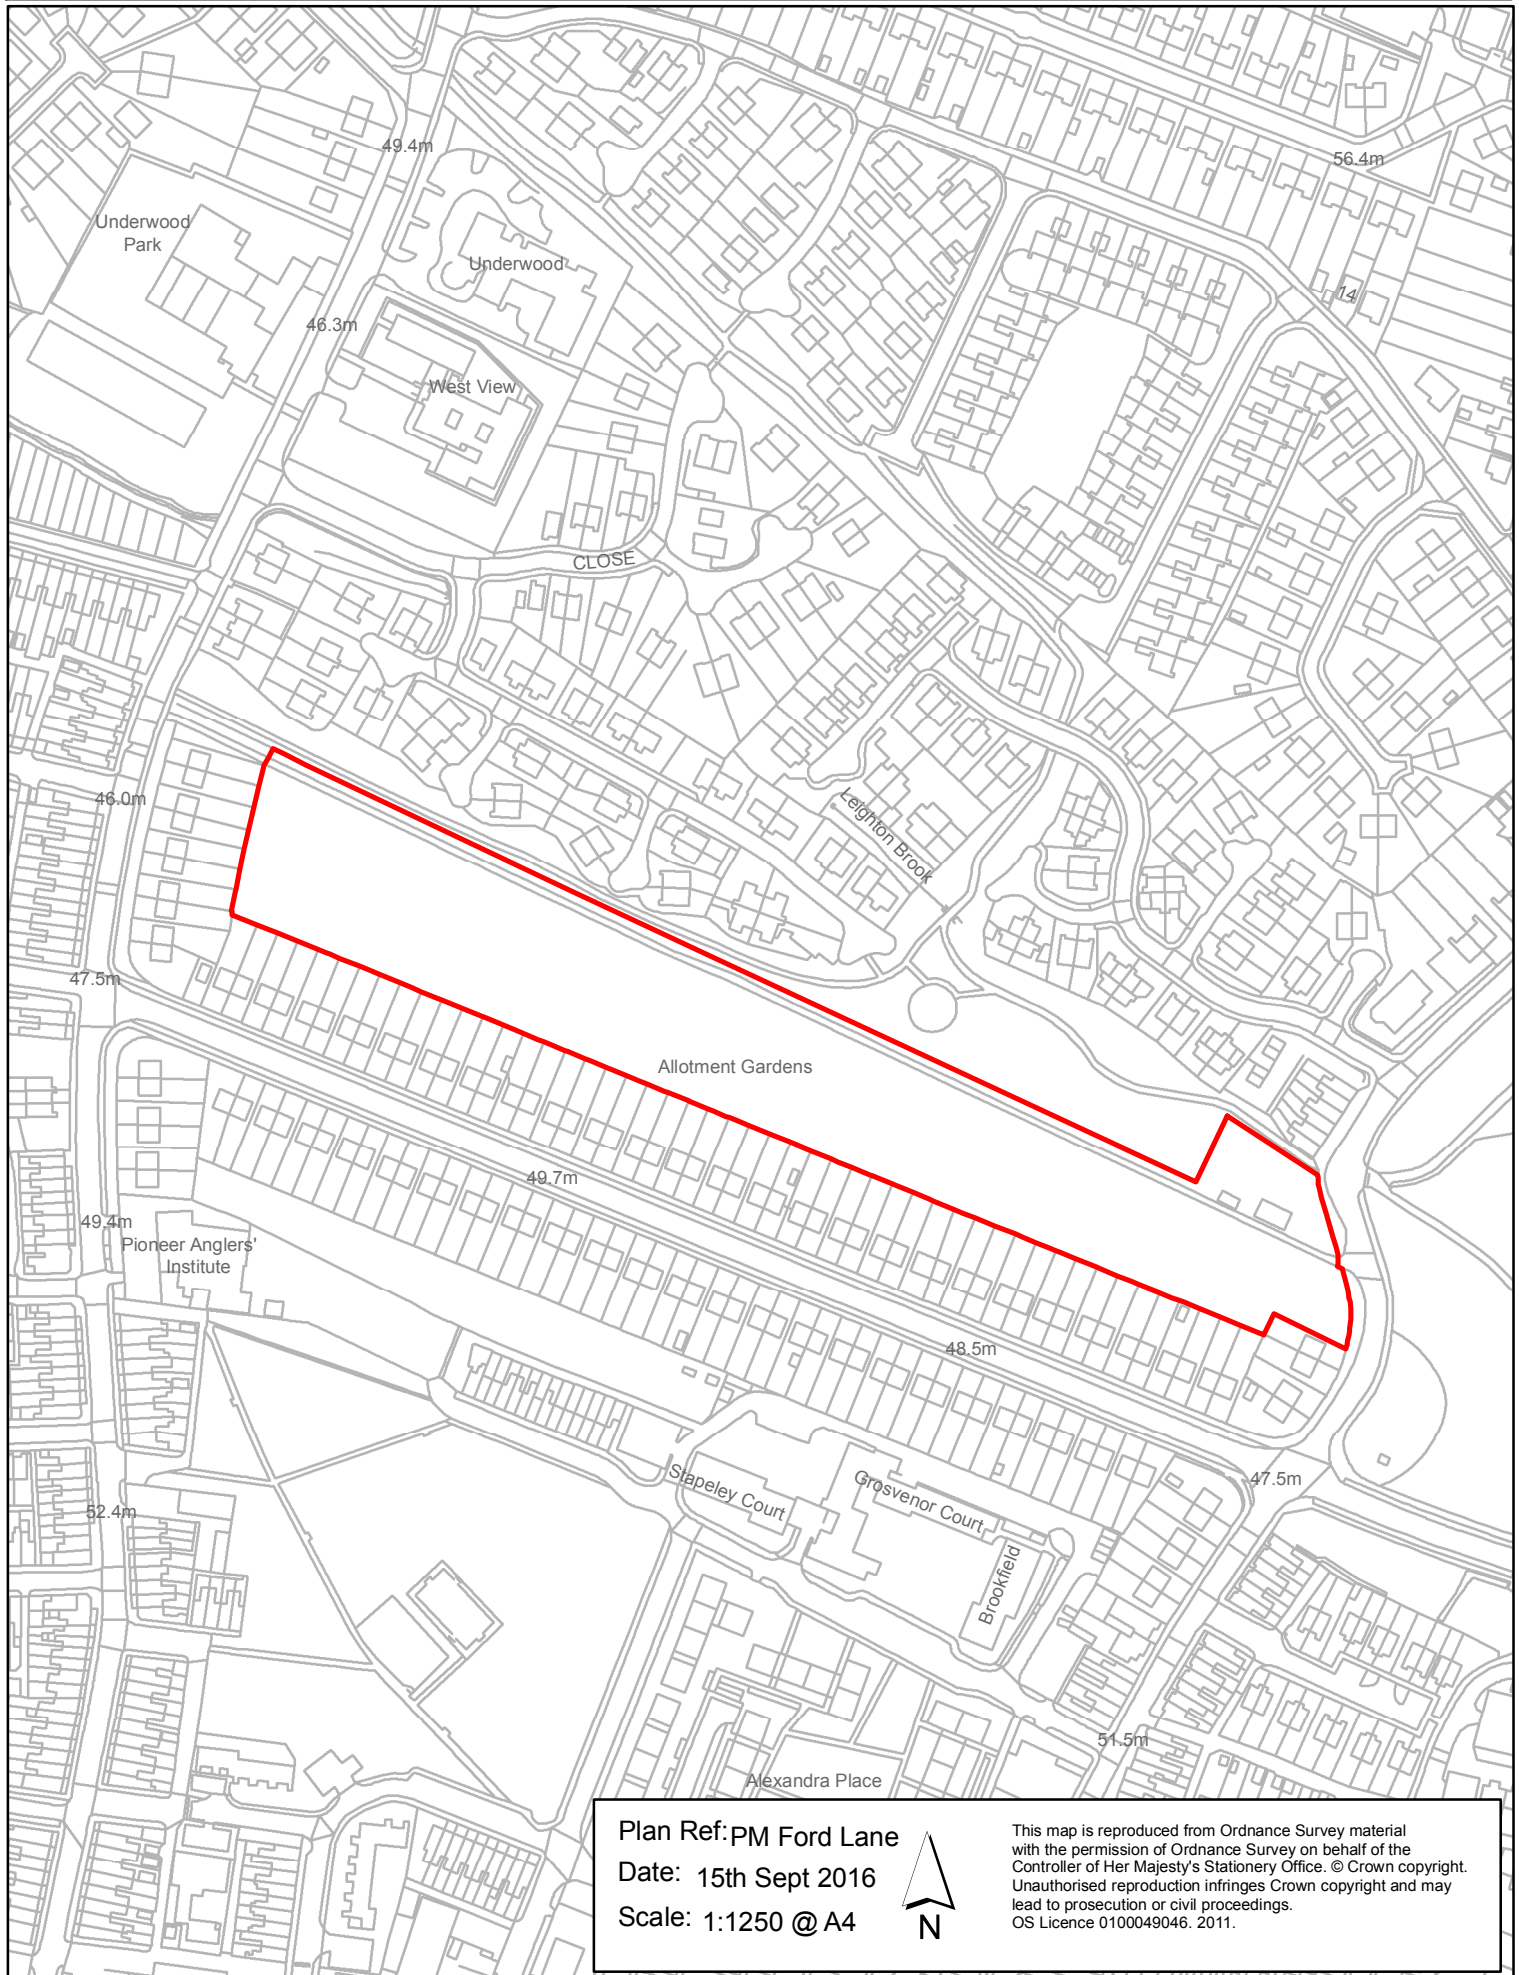 49.4m
56.4m
Underwood
Park
Underwood
14
46.3m
West View
CLOSE
46.0m
Leighton Brook
47.5m
Allotment Gardens
49.7m
49.4m
Pioneer Anglers'
Institute
48.5m
Stapeley Court
Grosvenor Court
47.5m
52.4m
Brookfield
51.5m
Alexandra Place
Plan Ref: PM Ford Lane
Date: 15th Sept 2016
Scale: 1:1250 @ A4
N
This map is reproduced from Ordnance Survey material
with the permission of Ordnance Survey on behalf of the
Controller of Her Majesty's Stationery Office. © Crown copyright.
Unauthorised reproduction infringes Crown copyright and may
lead to prosecution or civil proceedings.
OS Licence 0100049046. 2011.